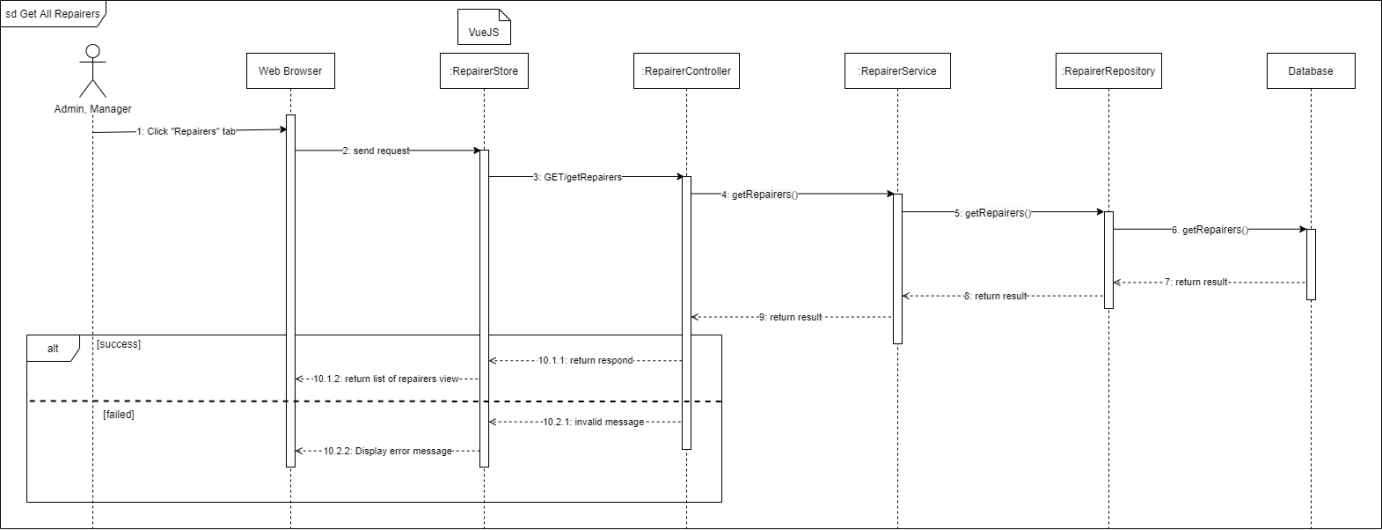 sd Get All Repairers
VueJS
Web Browser
:RepairerStore
:RepairerController
:RepairerService
:RepairerRepository
Database
Admin, Manager
1: Click "Repairers" tab
2: send request
3: GET/getRepairers
4: getRepairers()
5: getRepairers()
6. getRepairers()
7: return result
8: return result
9: return result
alt
[success]
10.1.1: return respond
10.1.2: return list of repairers view
[failed]
10.2.1: invalid message
10.2.2: Display error message